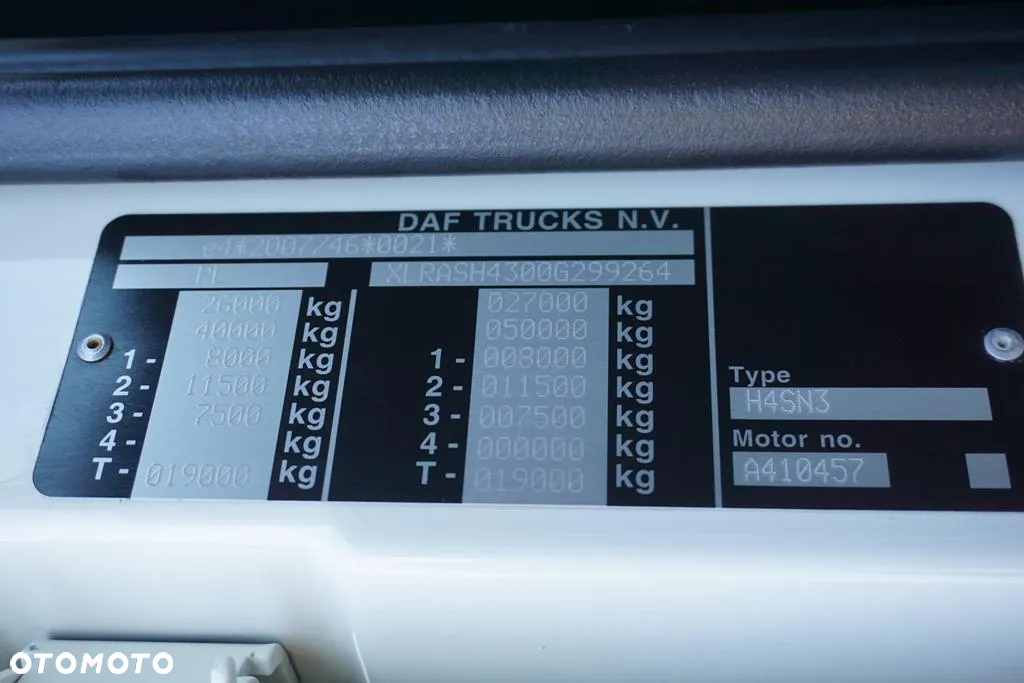 DAF TRUCKS N.V.
e4*2007/46*0021*
PL XLRASH4300G299264
26000 kg 027000 kg
40000 kg 050000 kg
1- 8000 kg 1- 008000 kg
2- 11500 kg 2- 011500 kg
3- 7500 kg 3- 007500 kg
4- kg 4- 000000 kg
T- 019000 kg T- 019000 kg
Type
H4SN3
Motor no.
A410457
OTOMOTO